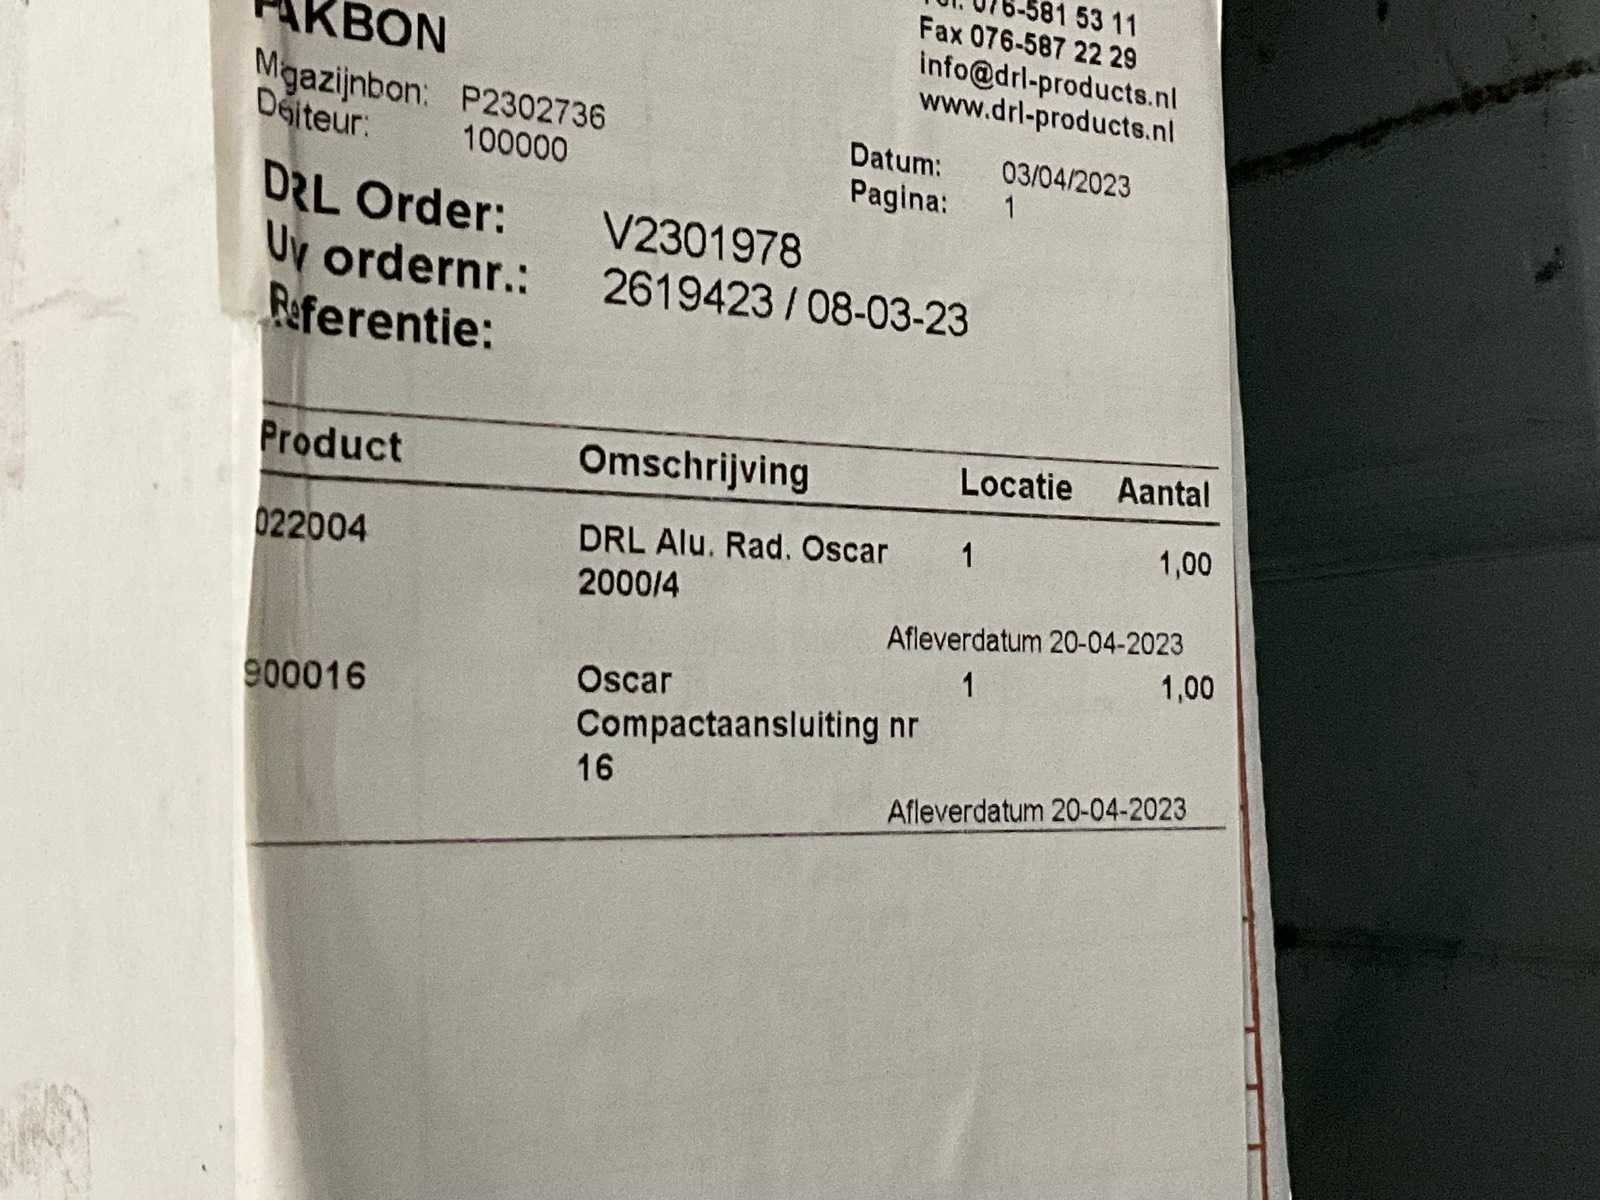 PAKBON
Tel. 076-581 53 11
Fax 076-587 22 29
info@drl-products.nl
www.drl-products.nl
Magazijnbon: P2302736
Debiteur: 100000
Datum: 03/04/2023
Pagina: 1
DRL Order: V2301978
Uw ordernr.: 2619423 / 08-03-23
Referentie:
Product Omschrijving Locatie Aantal
022004 DRL Alu. Rad. Oscar 1 1,00
2000/4
Afleverdatum 20-04-2023
900016 Oscar 1 1,00
Compactaansluiting nr
16
Afleverdatum 20-04-2023